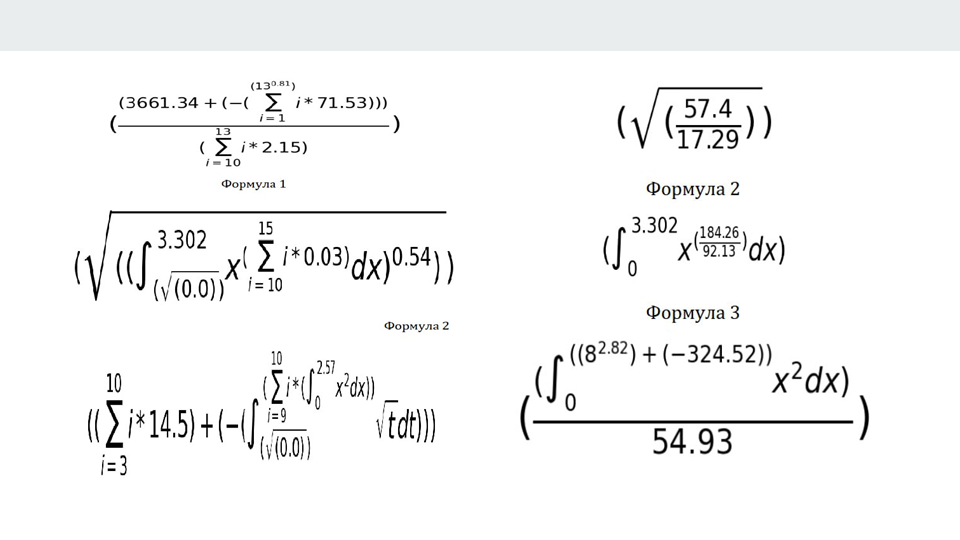 (\frac{(3661.34 + (-(\sum_{i=1}^{(13^{0.81})} i * 71.53)))}{(\sum_{i=10}^{13} i * 2.15)})
Формула 1
(\sqrt{((\int_{(\sqrt{(0.0)})}^{3.302} x^{(\sum_{i=10}^{15} i * 0.03)} dx)^{0.54})})
Формула 2
((\sum_{i=3}^{10} i * 14.5) + (-(\int_{(\sqrt{(0.0)})}^{(\sum_{i=9}^{10} i * (\int_{0}^{2.57} x^2 dx))} \sqrt{t} dt)))
(\sqrt{(\frac{57.4}{17.29})})
Формула 2
(\int_{0}^{3.302} x^{(\frac{184.26}{92.13})} dx)
Формула 3
(\frac{(\int_{0}^{((8^{2.82}) + (-324.52))} x^2 dx)}{54.93})